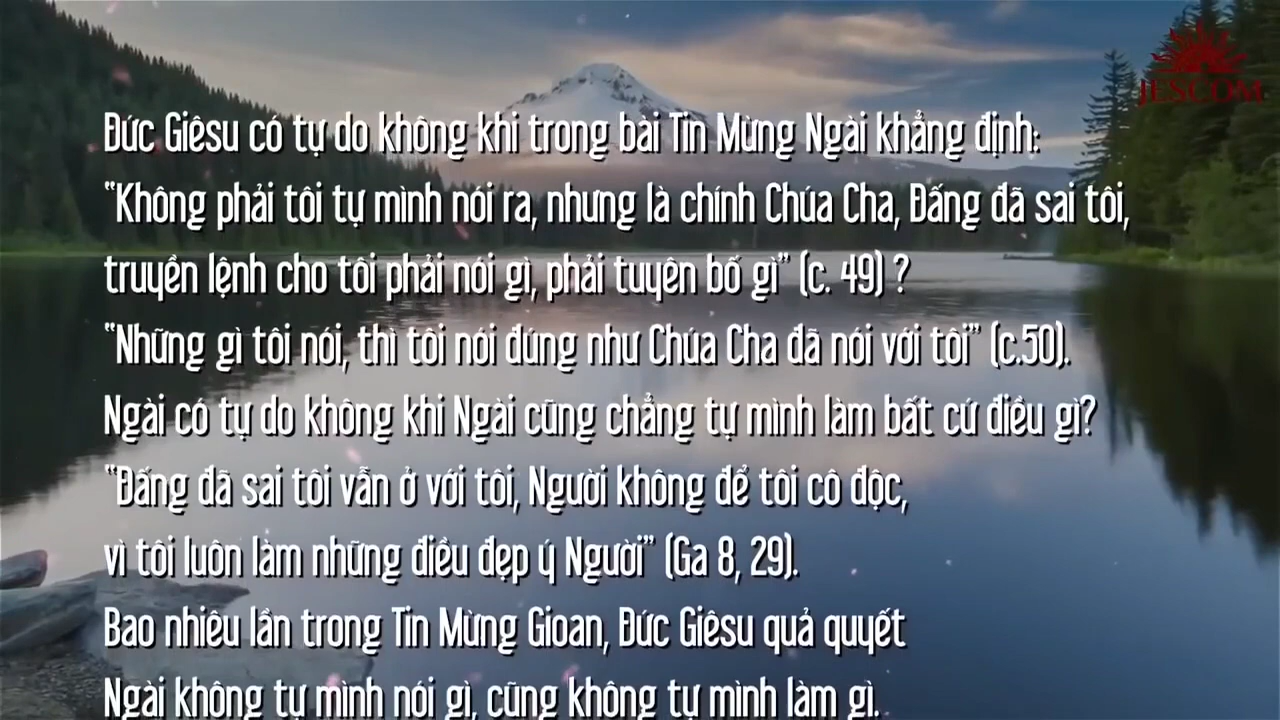 JESCOM
Đức Giêsu có tự do không khi trong bài Tin Mừng Ngài khẳng định:
“Không phải tôi tự mình nói ra, nhưng là chính Chúa Cha, Đấng đã sai tôi,
truyền lệnh cho tôi phải nói gì, phải tuyên bố gì” (c. 49) ?
“Những gì tôi nói, thì tôi nói đúng như Chúa Cha đã nói với tôi” (c.50).
Ngài có tự do không khi Ngài cũng chẳng tự mình làm bất cứ điều gì?
“Đấng đã sai tôi vẫn ở với tôi, Người không để tôi cô độc,
vì tôi luôn làm những điều đẹp ý Người” (Ga 8, 29).
Bao nhiêu lần trong Tin Mừng Gioan, Đức Giêsu quả quyết
Ngài không tự mình nói gì, cũng không tự mình làm gì.